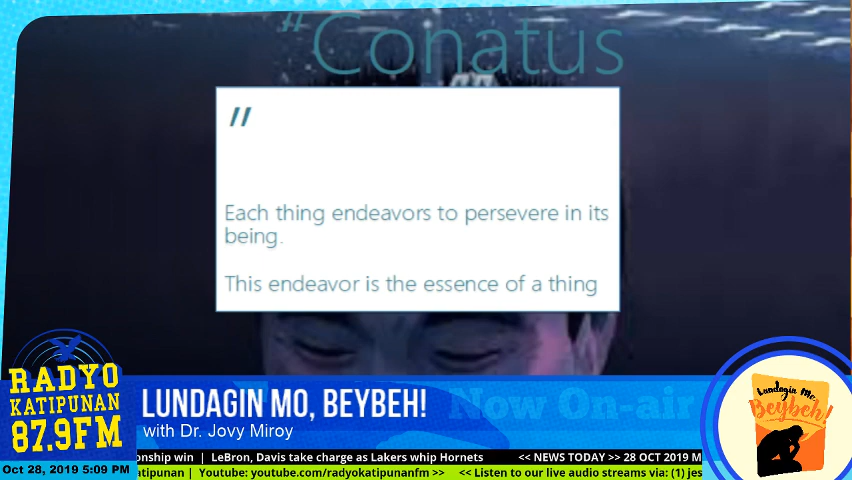 #Conatus
"
Each thing endeavors to persevere in its
being.
This endeavor is the essence of a thing
RADYO
KATIPUNAN
87.9FM
LUNDAGIN MO, BEYBEH!
Now On-air
with Dr. Jovy Miroy
Lundagin Mo,
Beybeh!
onship win | LeBron, Davis take charge as Lakers whip Hornets << NEWS TODAY >> 28 OCT 2019 M
Oct 28, 2019 5:09 PM
atipunan | Youtube: youtube.com/radyokatipunanfm >> << Listen to our live audio streams via: (1) jes